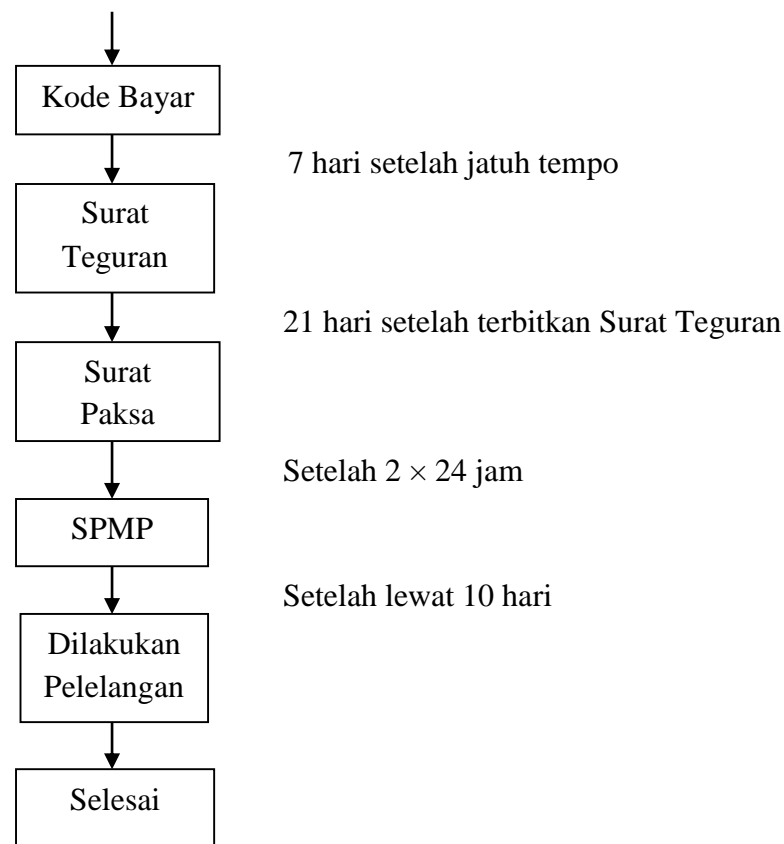 Kode Bayar
7 hari setelah jatuh tempo
Surat
Teguran
21 hari setelah terbitkan Surat Teguran
Surat
Paksa
Setelah 2 × 24 jam
SPMP
Setelah lewat 10 hari
Dilakukan
Pelelangan
Selesai